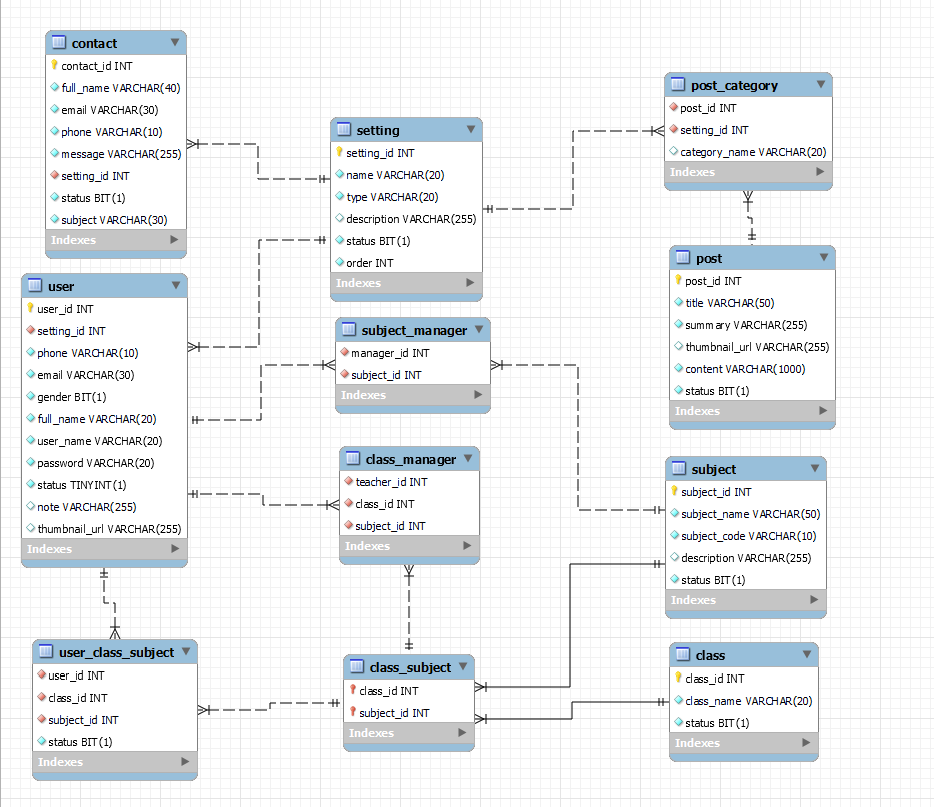 contact
contact_id INT
full_name VARCHAR(40)
email VARCHAR(30)
phone VARCHAR(10)
message VARCHAR(255)
setting_id INT
status BIT(1)
subject VARCHAR(30)
Indexes
setting
setting_id INT
name VARCHAR(20)
type VARCHAR(20)
description VARCHAR(255)
status BIT(1)
order INT
Indexes
post_category
post_id INT
setting_id INT
category_name VARCHAR(20)
Indexes
user
user_id INT
setting_id INT
phone VARCHAR(10)
email VARCHAR(30)
gender BIT(1)
full_name VARCHAR(20)
user_name VARCHAR(20)
password VARCHAR(20)
status TINYINT(1)
note VARCHAR(255)
thumbnail_url VARCHAR(255)
Indexes
subject_manager
manager_id INT
subject_id INT
Indexes
post
post_id INT
title VARCHAR(50)
summary VARCHAR(255)
thumbnail_url VARCHAR(255)
content VARCHAR(1000)
status BIT(1)
Indexes
class_manager
teacher_id INT
class_id INT
subject_id INT
Indexes
subject
subject_id INT
subject_name VARCHAR(50)
subject_code VARCHAR(10)
description VARCHAR(255)
status BIT(1)
Indexes
user_class_subject
user_id INT
class_id INT
subject_id INT
status BIT(1)
Indexes
class_subject
class_id INT
subject_id INT
Indexes
class
class_id INT
class_name VARCHAR(20)
status BIT(1)
Indexes